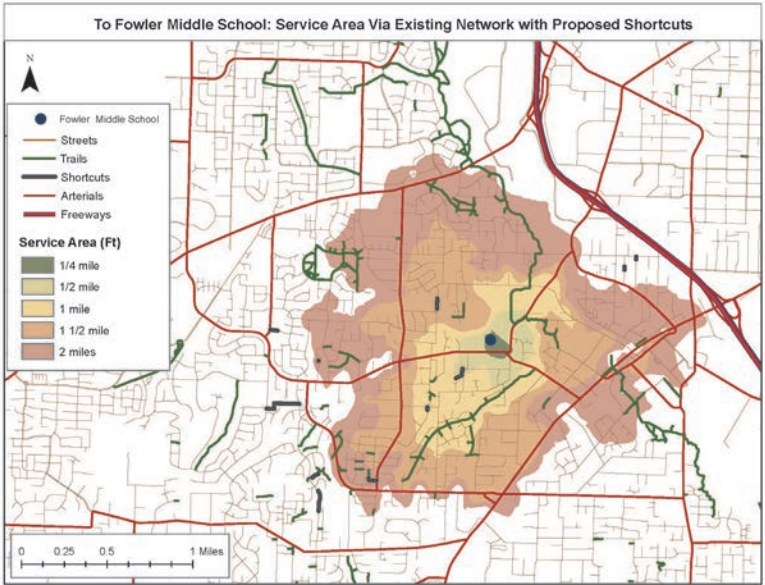 To Fowler Middle School: Service Area Via Existing Network with Proposed Shortcuts
N
Fowler Middle School
Streets
Trails
Shortcuts
Arterials
Freeways
Service Area (Ft)
1/4 mile
1/2 mile
1 mile
1 1/2 mile
2 miles
0 0.25 0.5 1 Miles